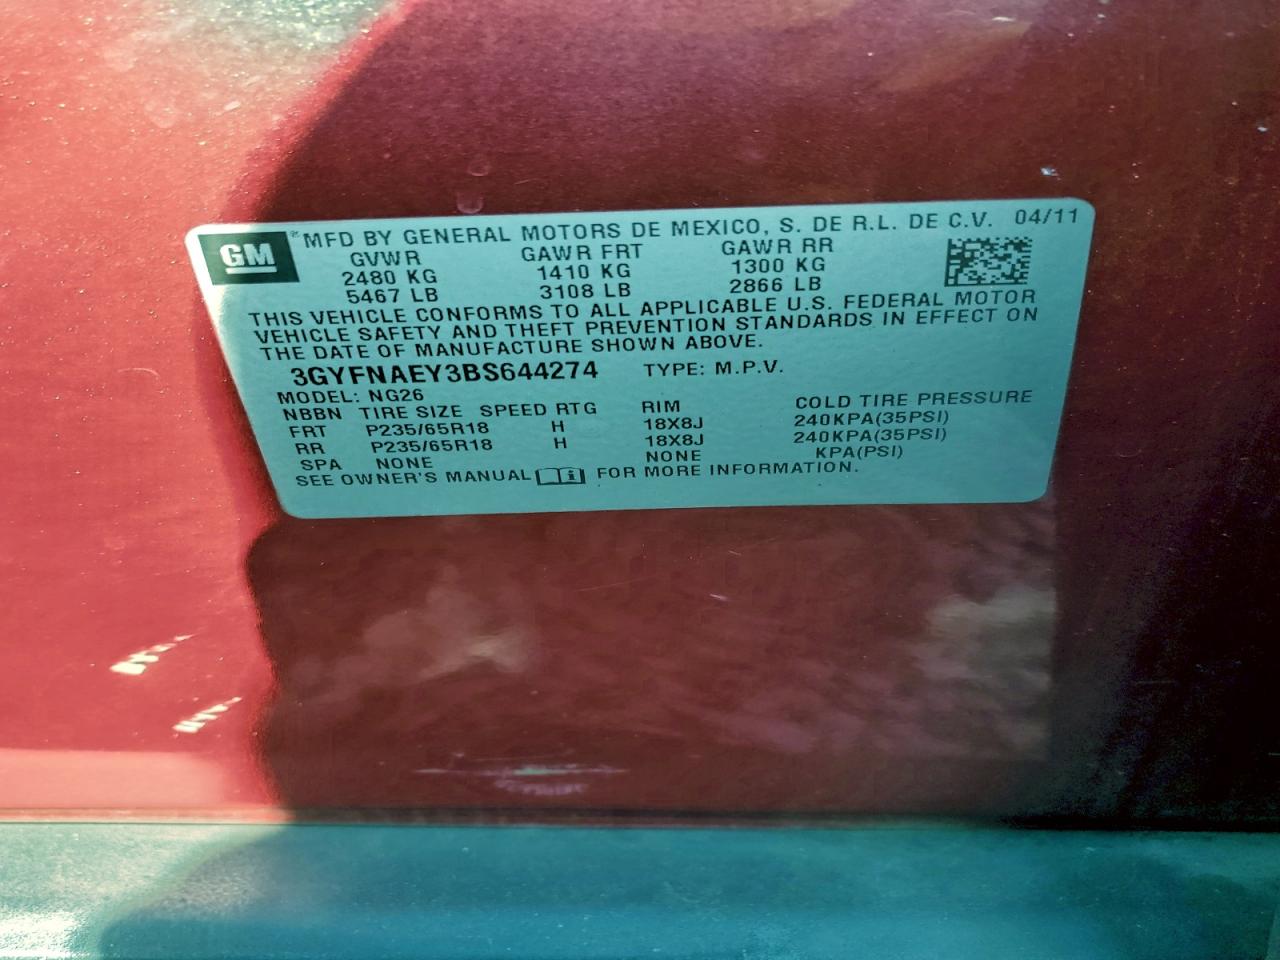 GM ® MFD BY GENERAL MOTORS DE MEXICO, S. DE R.L. DE C.V. 04/11
GVWR GAWR FRT GAWR RR
2480 KG 1410 KG 1300 KG
5467 LB 3108 LB 2866 LB
THIS VEHICLE CONFORMS TO ALL APPLICABLE U.S. FEDERAL MOTOR
VEHICLE SAFETY AND THEFT PREVENTION STANDARDS IN EFFECT ON
THE DATE OF MANUFACTURE SHOWN ABOVE.
3GYFNAEY3BS644274 TYPE: M.P.V.
MODEL: NG26
NBBN TIRE SIZE SPEED RTG RIM COLD TIRE PRESSURE
FRT P235/65R18 H 18X8J 240KPA(35PSI)
RR P235/65R18 H 18X8J 240KPA(35PSI)
SPA NONE NONE KPA(PSI)
SEE OWNER'S MANUAL FOR MORE INFORMATION.